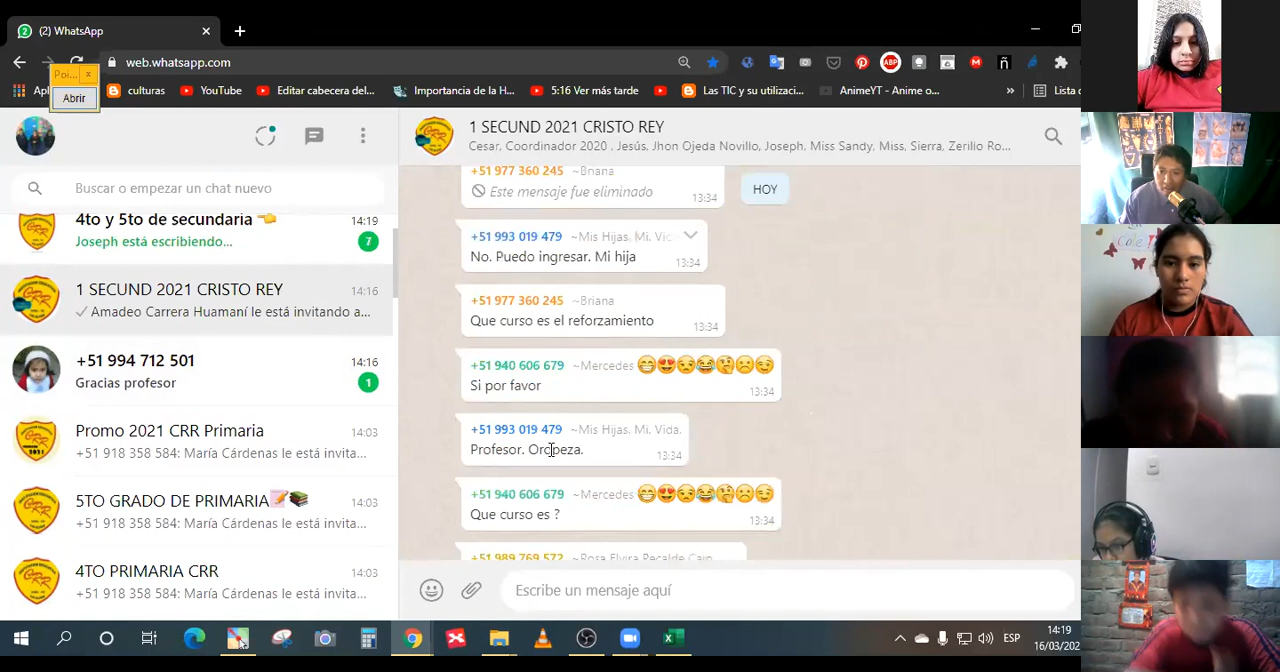 (2) WhatsApp
web.whatsapp.com
Poi...
Abrir
culturas
YouTube
Editar cabecera del...
Importancia de la H...
5:16 Ver más tarde
Las TIC y su utilizaci...
AnimeYT - Anime o...
»
Lista d
Buscar o empezar un chat nuevo
4to y 5to de secundaria
14:19
Joseph está escribiendo...
7
1 SECUND 2021 CRISTO REY
14:16
Amadeo Carrera Huamaní le está invitando a...
+51 994 712 501
14:16
Gracias profesor
1
Promo 2021 CRR Primaria
14:03
+51 918 358 584: María Cárdenas le está invita...
5TO GRADO DE PRIMARIA
14:03
+51 918 358 584: María Cárdenas le está invita...
4TO PRIMARIA CRR
14:03
+51 918 358 584: María Cárdenas le está invita...
1 SECUND 2021 CRISTO REY
Cesar, Coordinador 2020 , Jesús, Jhon Ojeda Novillo, Joseph, Miss Sandy, Miss, Sierra, Zerilio Ro...
+51 977 360 245 ~Briana
Este mensaje fue eliminado
13:34
HOY
+51 993 019 479 ~Mis Hijas. Mi. Vic
No. Puedo ingresar. Mi hija
13:34
+51 977 360 245 ~Briana
Que curso es el reforzamiento
13:34
+51 940 606 679 ~Mercedes 😁😍😒😂🤔☹️😏
Si por favor
13:34
+51 993 019 479 ~Mis Hijas. Mi. Vida.
Profesor. Oropeza.
13:34
+51 940 606 679 ~Mercedes 😁😍😒😂🤔☹️😏
Que curso es ?
13:34
+51 989 769 572
Escribe un mensaje aquí
ESP
14:19
16/03/202